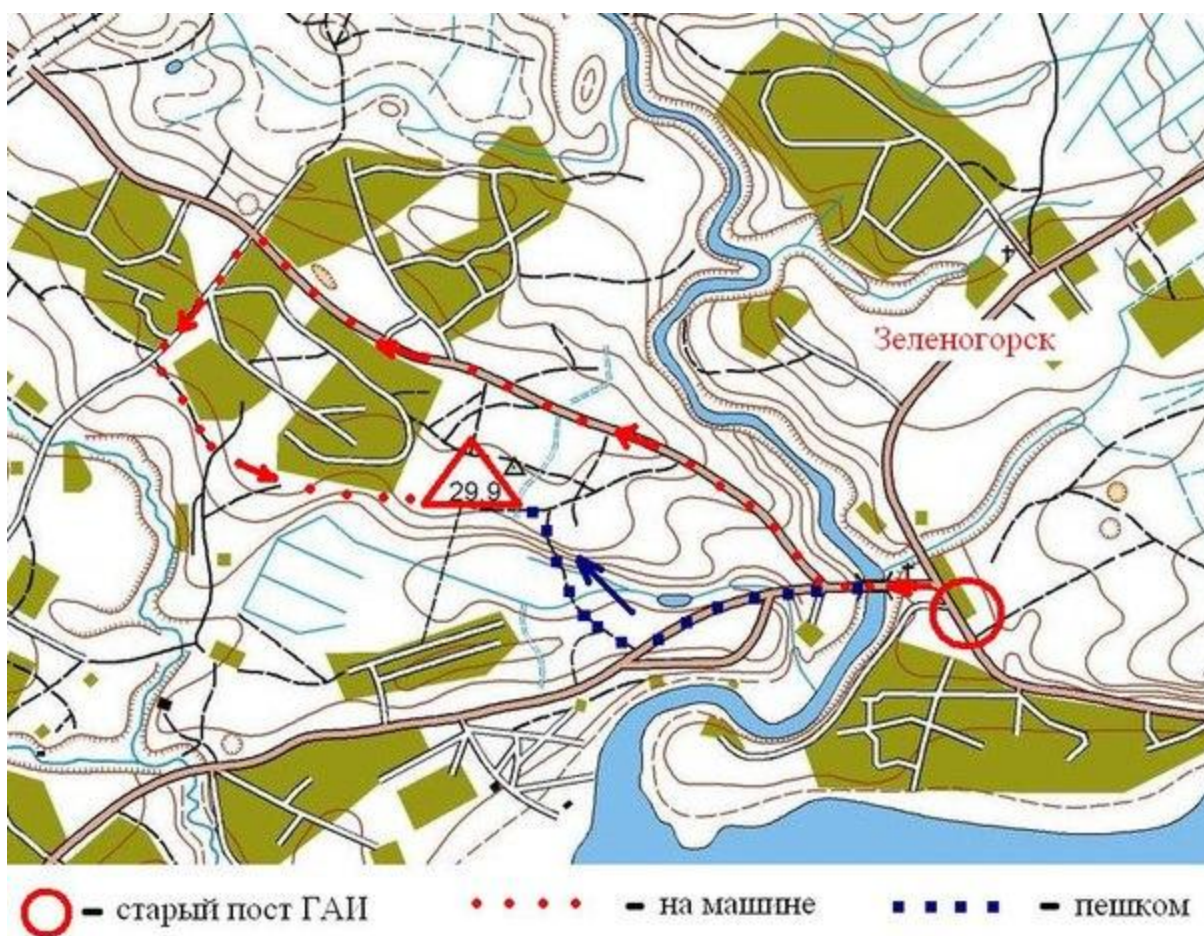 Зеленогорск
29.9
- старый пост ГАИ
- на машине
- пешком